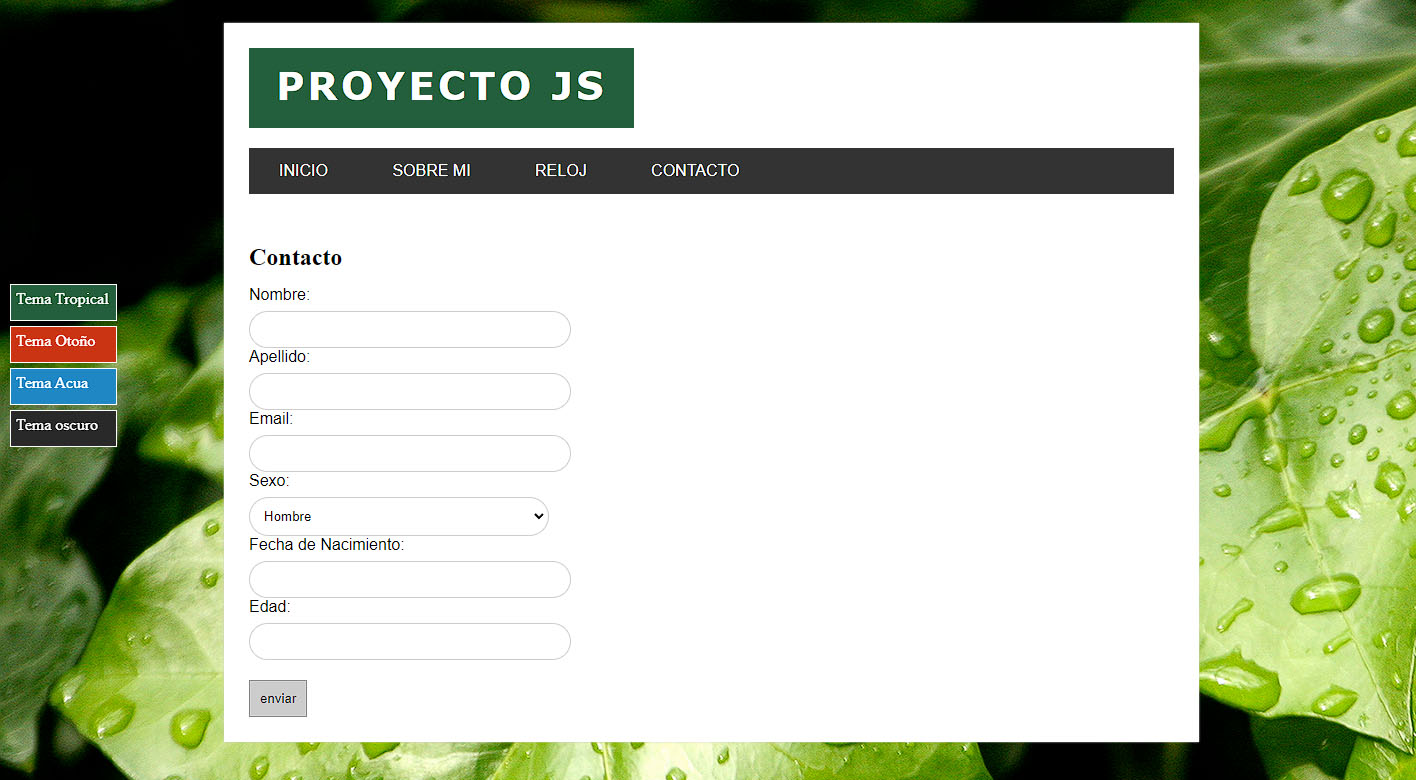 PROYECTO JS
INICIO SOBRE MI RELOJ CONTACTO
Tema Tropical
Tema Otoño
Tema Acua
Tema oscuro
Contacto
Nombre:
Apellido:
Email:
Sexo:
Hombre
Fecha de Nacimiento:
Edad:
enviar